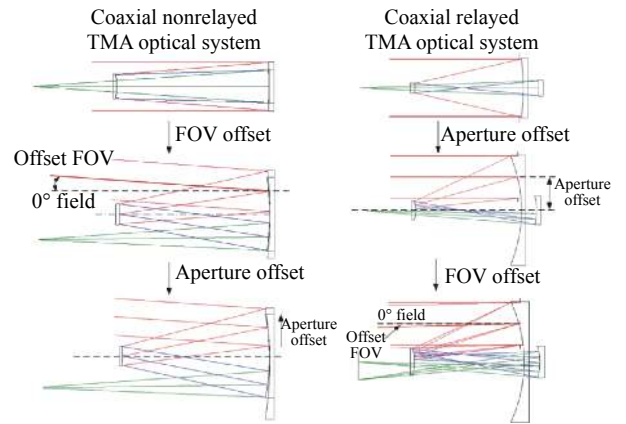 Coaxial nonrelayed
TMA optical system
FOV offset
Offset FOV
0° field
Aperture offset
Aperture
offset
Coaxial relayed
TMA optical system
Aperture offset
Aperture
offset
FOV offset
0° field
Offset
FOV